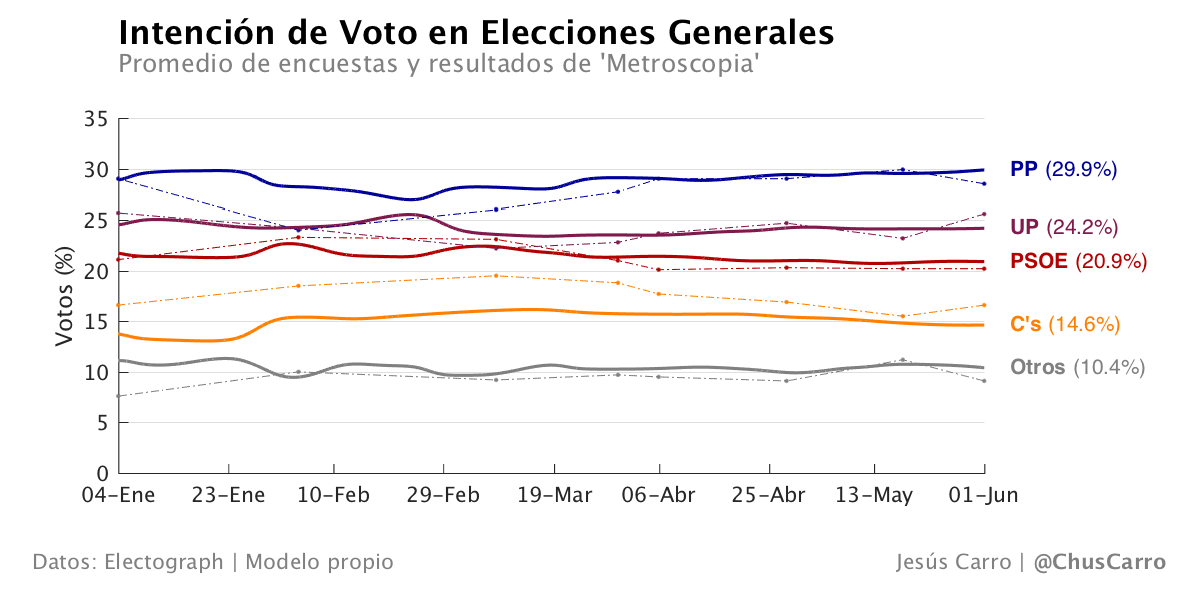 Intención de Voto en Elecciones Generales
Promedio de encuestas y resultados de 'Metroscopia'
Votos (%)
35
30
25
20
15
10
5
0
04-Ene 23-Ene 10-Feb 29-Feb 19-Mar 06-Abr 25-Abr 13-May 01-Jun
PP (29.9%)
UP (24.2%)
PSOE (20.9%)
C's (14.6%)
Otros (10.4%)
Datos: Electograph | Modelo propio
Jesús Carro | @ChusCarro